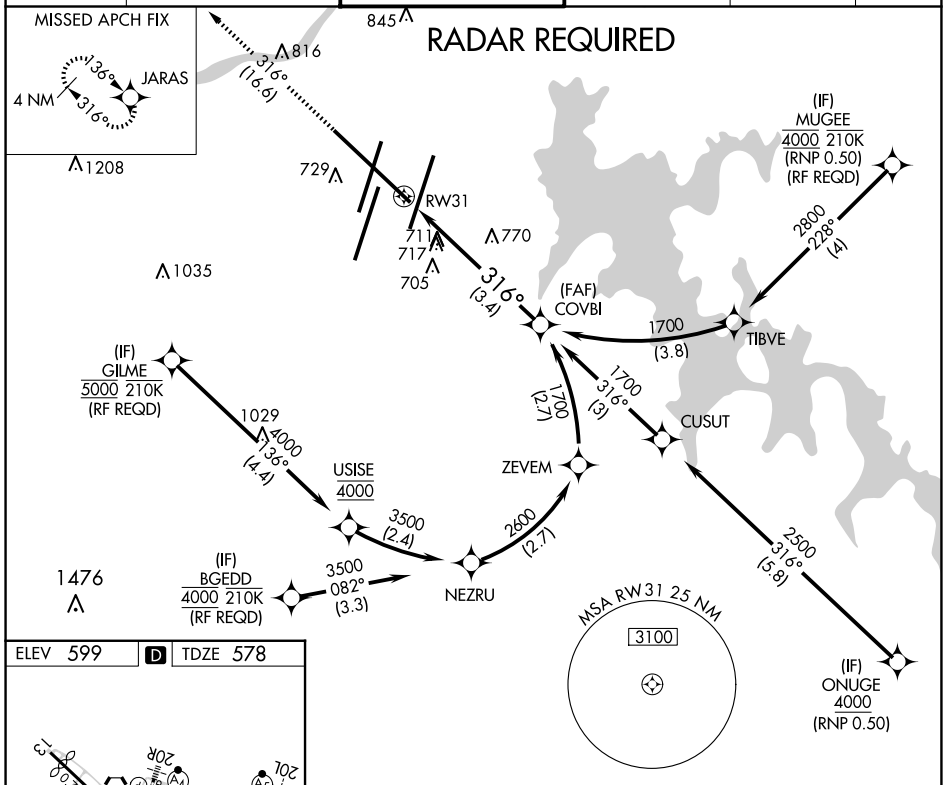 MISSED APCH FIX
136°
JARAS
4 NM
316°
845
RADAR REQUIRED
816
316°
(16.6)
1208
729
RW31
(IF)
MUGEE
4000 210K
(RNP 0.50)
(RF REQD)
2800
228°
(4)
711
717
705
770
1035
316°
(3.4)
(FAF)
COVBI
1700
(3.8)
TIBVE
(IF)
GILME
5000 210K
(RF REQD)
1029
4000
136°
(4.4)
1700
(2.7)
1700
316°
(3)
CUSUT
USISE
4000
ZEVEM
3500
(2.4)
2600
(2.7)
2500
316°
(5.8)
(IF)
BGEDD
4000 210K
(RF REQD)
3500
082°
(3.3)
NEZRU
1476
MSA RW31 25 NM
3100
(IF)
ONUGE
4000
(RNP 0.50)
ELEV 599
D
TDZE 578
13
20R
20L